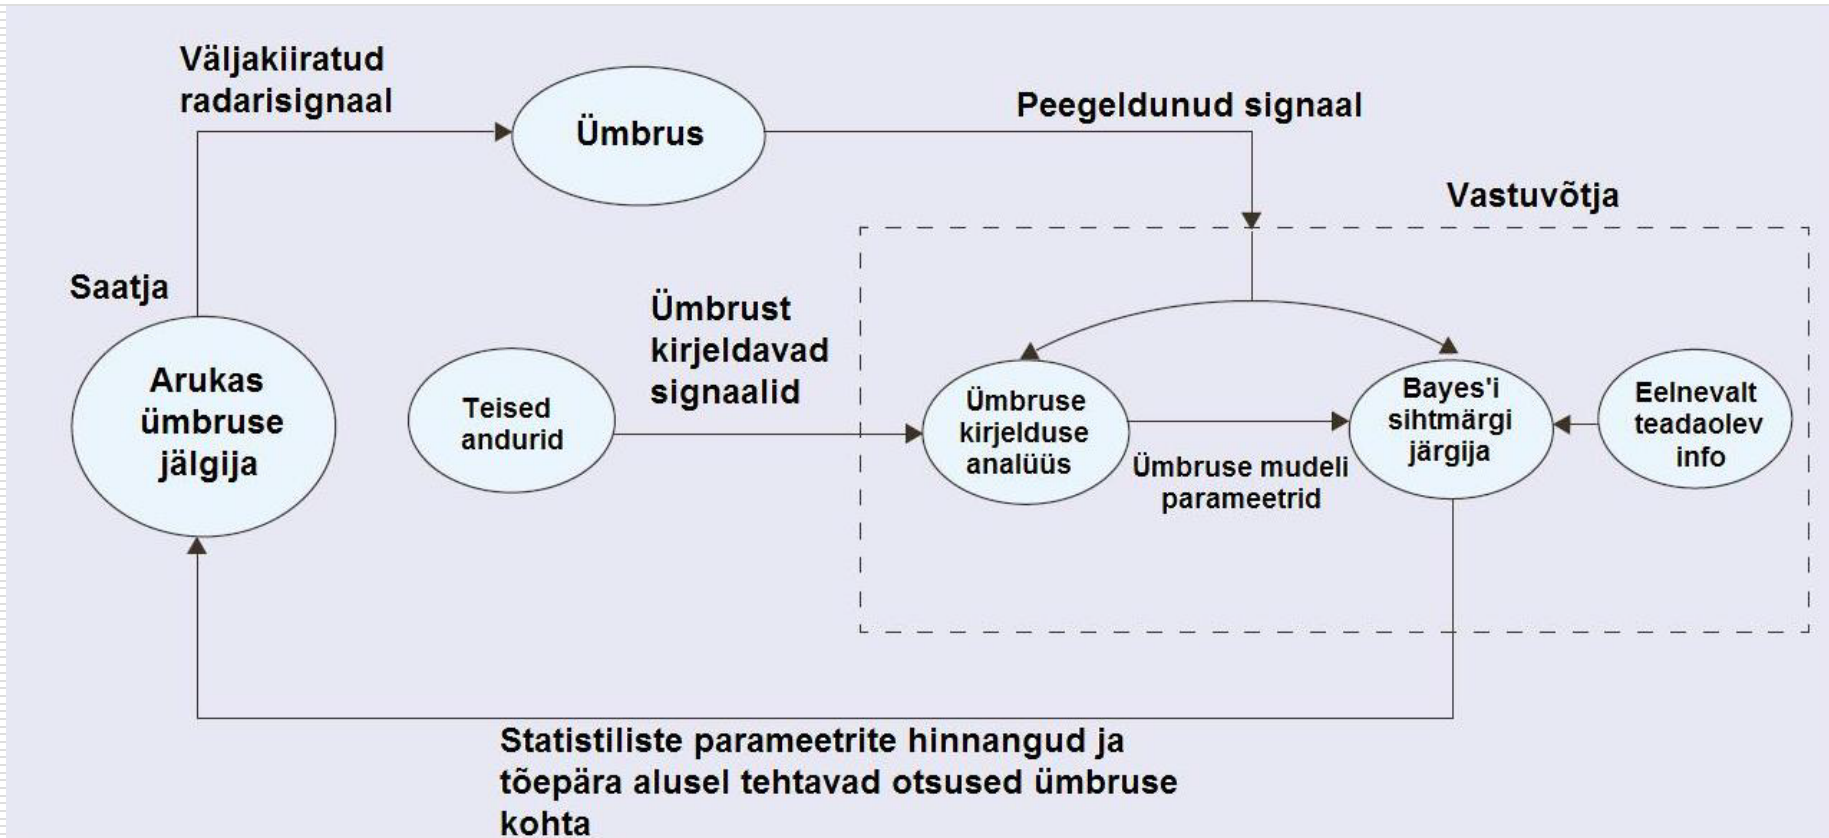 Väljakiiratud
radarisignaal
Ümbrus
Peegeldunud signaal
Vastuvõtja
Saatja
Arukas
ümbruse
jälgija
Teised
andurid
Ümbrust
kirjeldavad
signaalid
Ümbruse
kirjelduse
analüüs
Ümbruse mudeli
parameetrid
Bayes'i
sihtmärgi
järgija
Eelnevalt
teadaolev
info
Statistiliste parameetrite hinnangud ja
tõepära alusel tehtavad otsused ümbruse
kohta